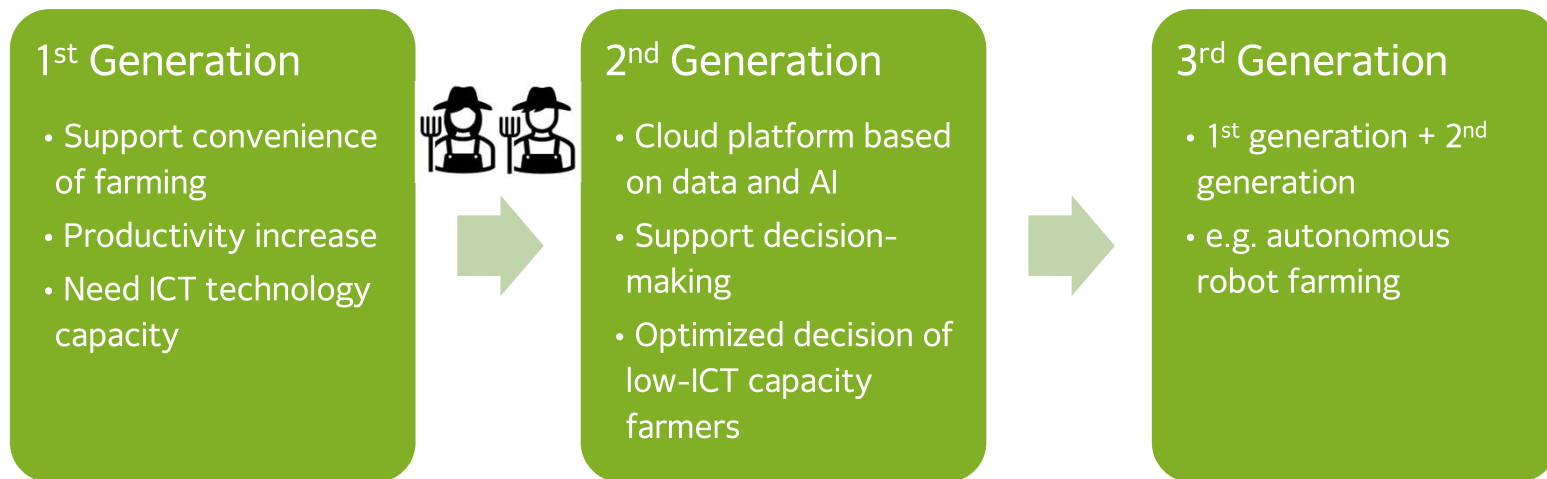 1st Generation
• Support convenience
of farming
• Productivity increase
• Need ICT technology
capacity
2nd Generation
• Cloud platform based
on data and AI
• Support decision-
making
• Optimized decision of
low-ICT capacity
farmers
3rd Generation
• 1st generation + 2nd
generation
• e.g. autonomous
robot farming